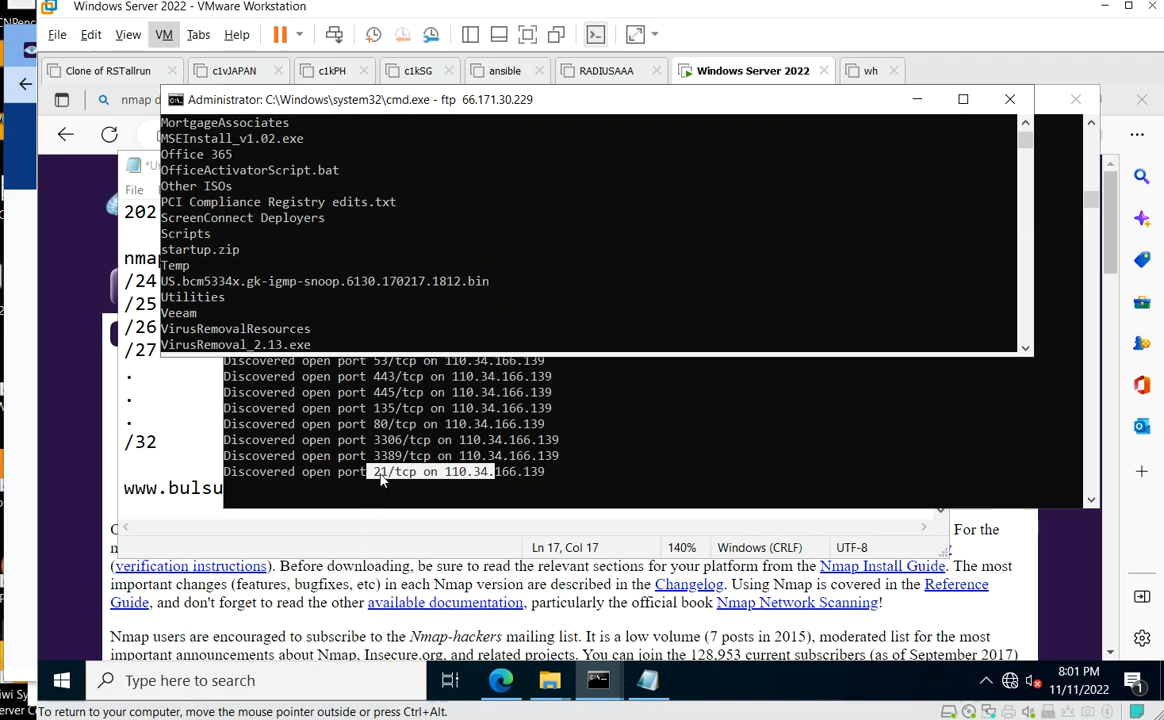 Windows Server 2022 - VMware Workstation
File Edit View VM Tabs Help
Clone of RSTallrun c1vJAPAN c1kPH c1kSG ansible RADIUSAAA Windows Server 2022 wh
nmap d
Administrator: C:\Windows\system32\cmd.exe - ftp 66.171.30.229
MortgageAssociates
MSEInstall_v1.02.exe
Office 365
OfficeActivatorScript.bat
Other ISOs
PCI Compliance Registry edits.txt
ScreenConnect Deployers
Scripts
startup.zip
Temp
US.bcm5334x.gk-igmp-snoop.6130.170217.1812.bin
Utilities
Veeam
VirusRemovalResources
VirusRemoval_2.13.exe
File
202
nmap
/24
/25
/26
/27
.
.
.
/32
www.bulsu
Discovered open port 53/tcp on 110.34.166.139
Discovered open port 443/tcp on 110.34.166.139
Discovered open port 445/tcp on 110.34.166.139
Discovered open port 135/tcp on 110.34.166.139
Discovered open port 80/tcp on 110.34.166.139
Discovered open port 3306/tcp on 110.34.166.139
Discovered open port 3389/tcp on 110.34.166.139
Discovered open port 21/tcp on 110.34.166.139
Ln 17, Col 17 140% Windows (CRLF) UTF-8
For the
(verification instructions). Before downloading, be sure to read the relevant sections for your platform from the Nmap Install Guide. The most
important changes (features, bugfixes, etc) in each Nmap version are described in the Changelog. Using Nmap is covered in the Reference
Guide, and don't forget to read the other available documentation, particularly the official book Nmap Network Scanning!
Nmap users are encouraged to subscribe to the Nmap-hackers mailing list. It is a low volume (7 posts in 2015), moderated list for the most
important announcements about Nmap, Insecure.org, and related projects. You can join the 128,953 current subscribers (as of September 2017)
Type here to search
8:01 PM
11/11/2022
1
To return to your computer, move the mouse pointer outside or press Ctrl+Alt.